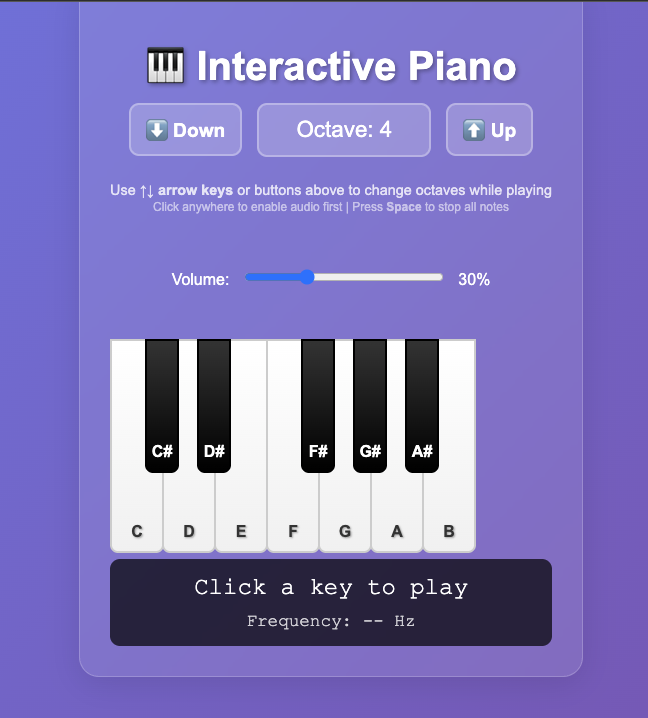 🎹 Interactive Piano
⬇️ Down Octave: 4 ⬆️ Up
Use ↑↓ arrow keys or buttons above to change octaves while playing
Click anywhere to enable audio first | Press Space to stop all notes
Volume: 30%
C# D# F# G# A#
C D E F G A B
Click a key to play
Frequency: -- Hz